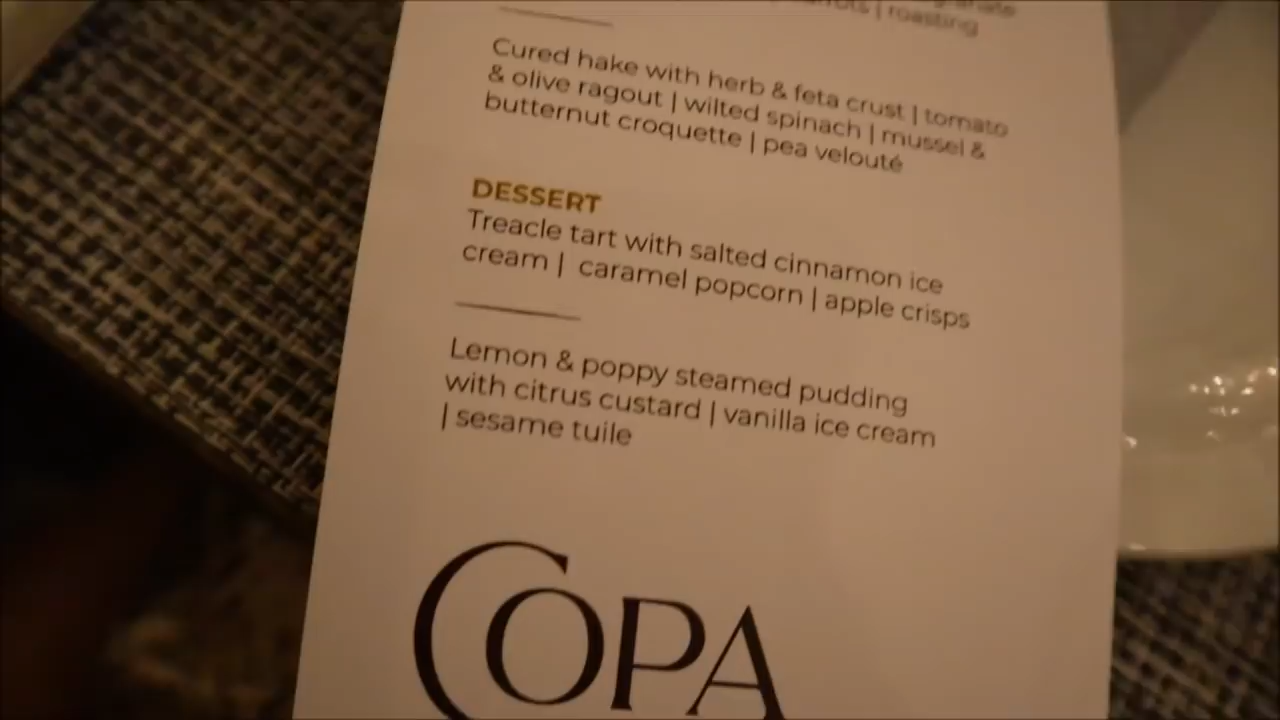 roasting
Cured hake with herb & feta crust | tomato
& olive ragout | wilted spinach | mussel &
butternut croquette | pea velouté
DESSERT
Treacle tart with salted cinnamon ice
cream | caramel popcorn | apple crisps
Lemon & poppy steamed pudding
with citrus custard | vanilla ice cream
| sesame tuile
COPA